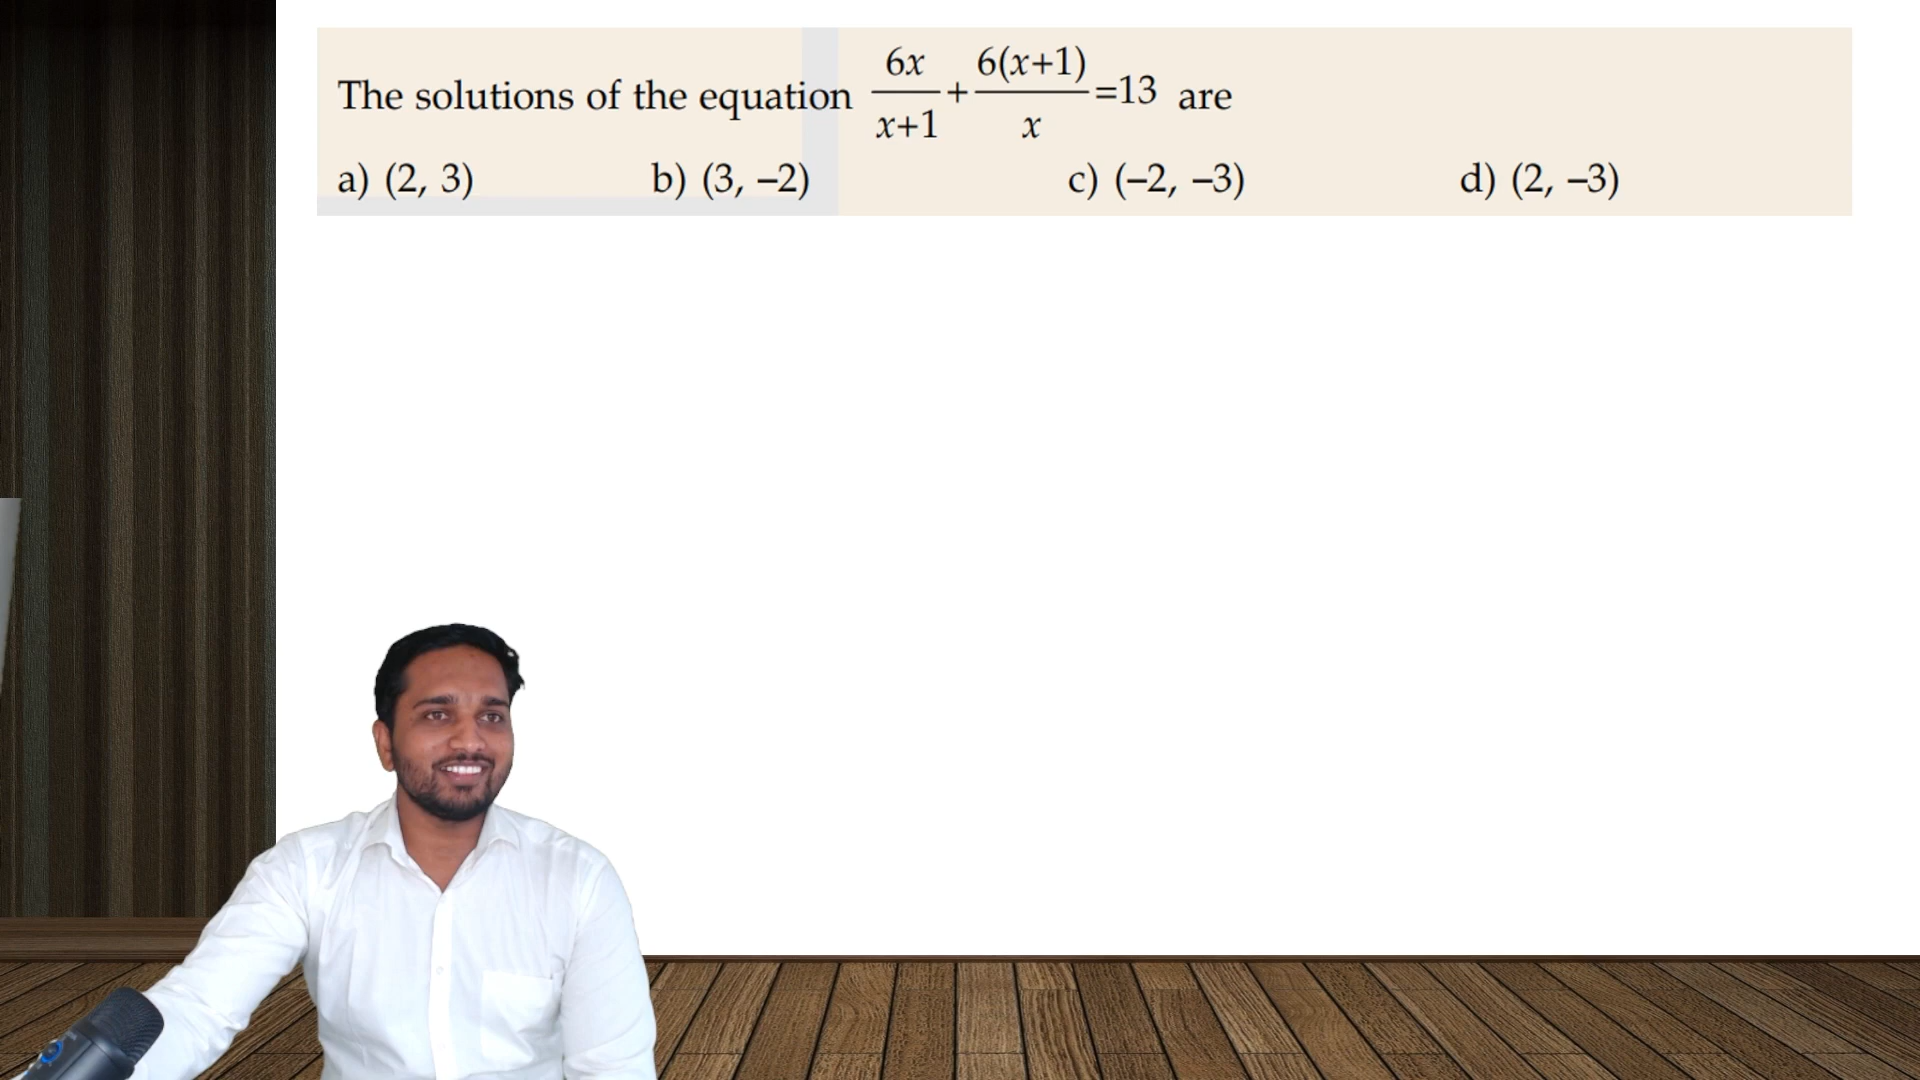 The solutions of the equation 6x/(x+1) + 6(x+1)/x =13 are
a) (2, 3) b) (3, –2) c) (–2, –3) d) (2, –3)